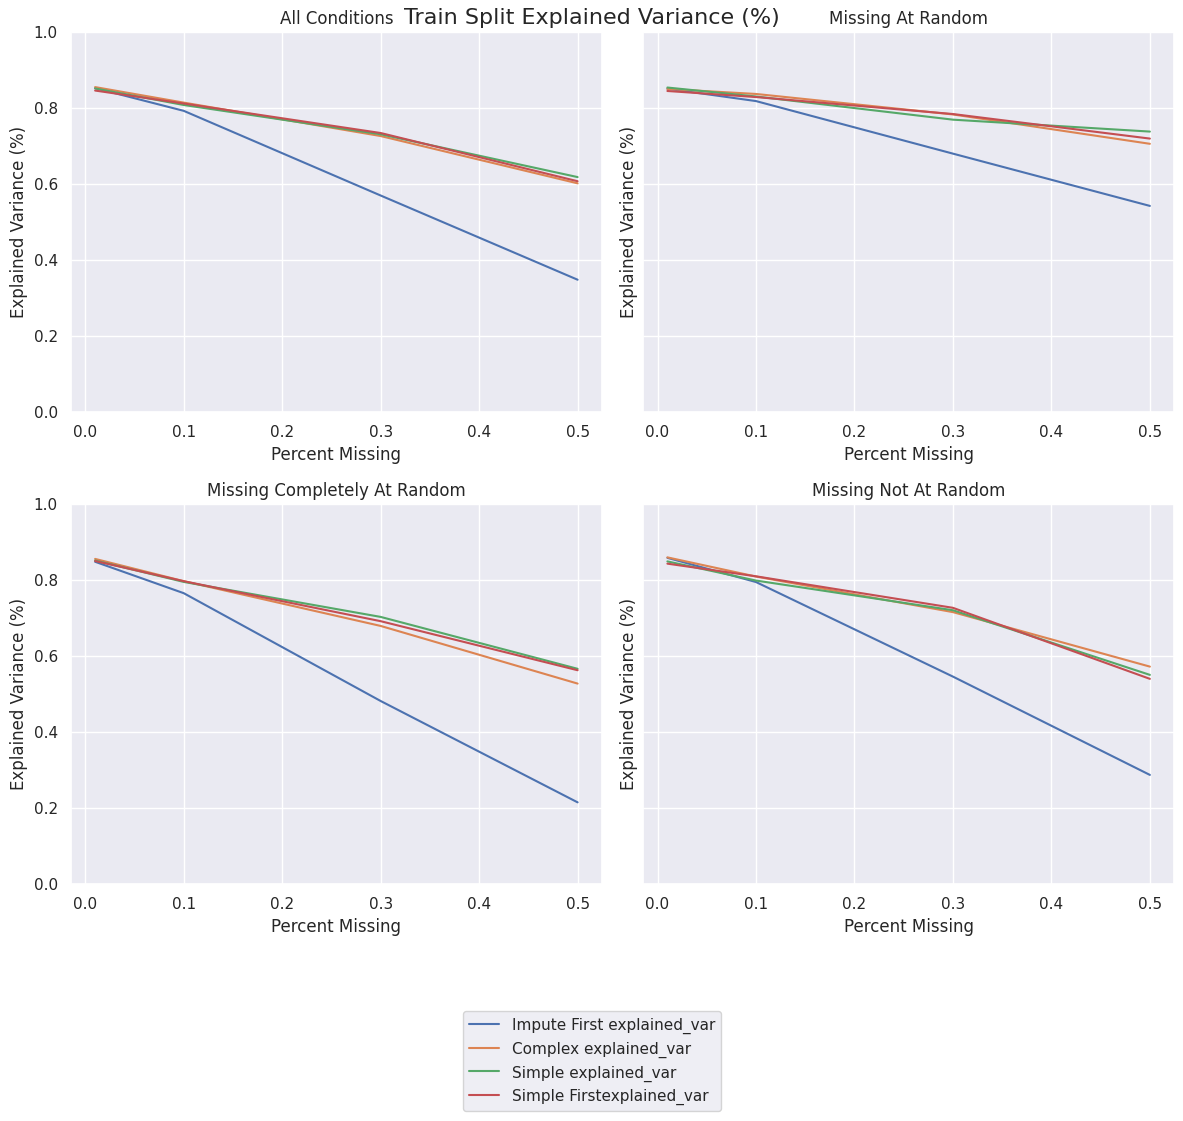 Train Split Explained Variance (%)
All Conditions
Missing At Random
1.0
0.8
0.6
0.4
0.2
0.0
Explained Variance (%)
0.0 0.1 0.2 0.3 0.4 0.5
Percent Missing
Explained Variance (%)
0.0 0.1 0.2 0.3 0.4 0.5
Percent Missing
Missing Completely At Random
Missing Not At Random
1.0
0.8
0.6
0.4
0.2
0.0
Explained Variance (%)
0.0 0.1 0.2 0.3 0.4 0.5
Percent Missing
Explained Variance (%)
0.0 0.1 0.2 0.3 0.4 0.5
Percent Missing
Impute First explained_var
Complex explained_var
Simple explained_var
Simple Firstexplained_var